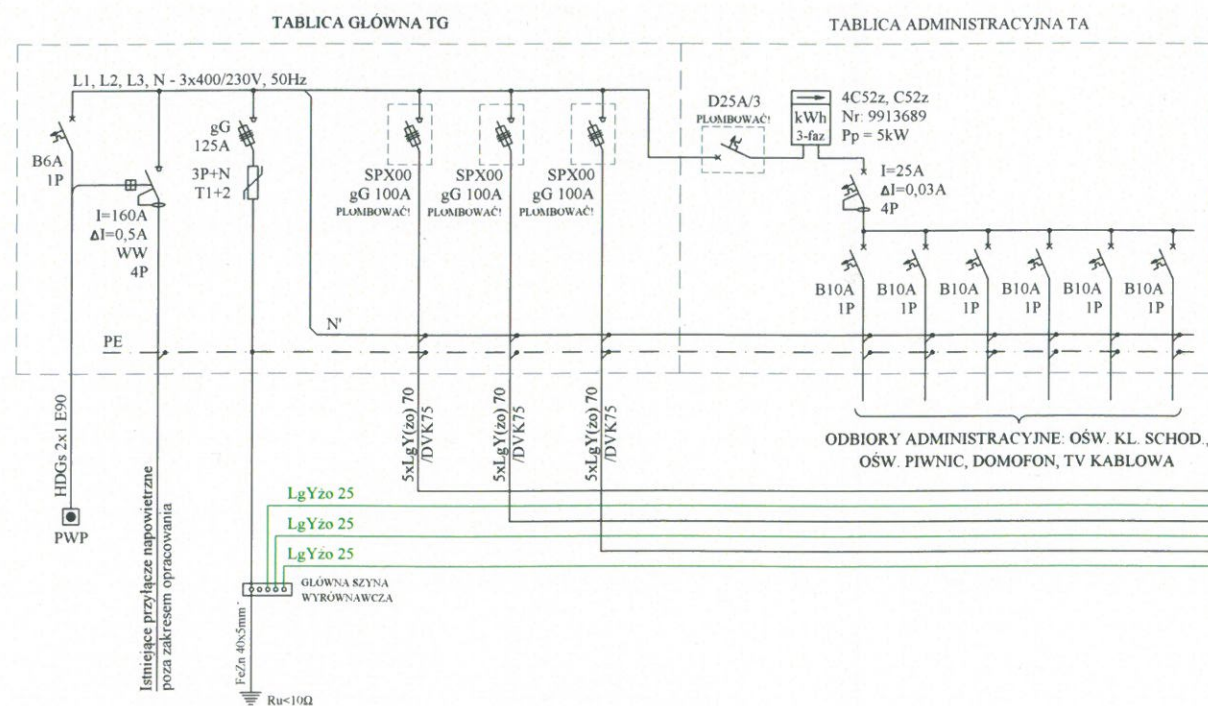 TABLICA GŁÓWNA TG
TABLICA ADMINISTRACYJNA TA
L1, L2, L3, N - 3x400/230V, 50Hz
B6A
1P
I=160A
ΔI=0,5A
WW
4P
gG
125A
3P+N
T1+2
SPX00
gG 100A
PLOMBOWAĆ!
SPX00
gG 100A
PLOMBOWAĆ!
SPX00
gG 100A
PLOMBOWAĆ!
D25A/3
PLOMBOWAĆ!
kWh
3-faz
4C52z, C52z
Nr: 9913689
Pp = 5kW
I=25A
ΔI=0,03A
4P
B10A
1P
B10A
1P
B10A
1P
B10A
1P
B10A
1P
B10A
1P
N'
PE
HDGs 2x1 E90
PWP
Istniejące przyłącze napowietrzne
poza zakresem opracowania
5xLgY(żo) 70
/DVK75
5xLgY(żo) 70
/DVK75
5xLgY(żo) 70
/DVK75
ODBIORY ADMINISTRACYJNE: OŚW. KL. SCHOD.,
OŚW. PIWNIC, DOMOFON, TV KABLOWA
LgYżo 25
LgYżo 25
LgYżo 25
GŁÓWNA SZYNA
WYRÓWNAWCZA
FeZn 40x5mm
Ru<10Ω